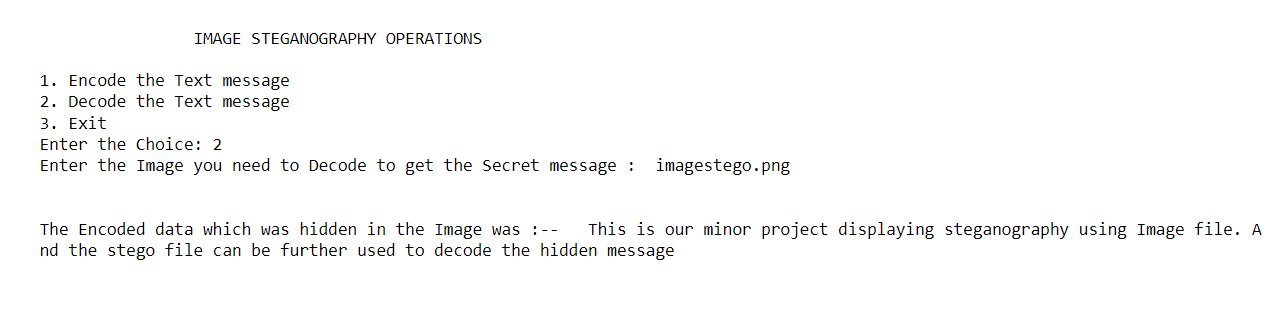 IMAGE STEGANOGRAPHY OPERATIONS
1. Encode the Text message
2. Decode the Text message
3. Exit
Enter the Choice: 2
Enter the Image you need to Decode to get the Secret message :  imagestego.png
The Encoded data which was hidden in the Image was :--   This is our minor project displaying steganography using Image file. A
nd the stego file can be further used to decode the hidden message